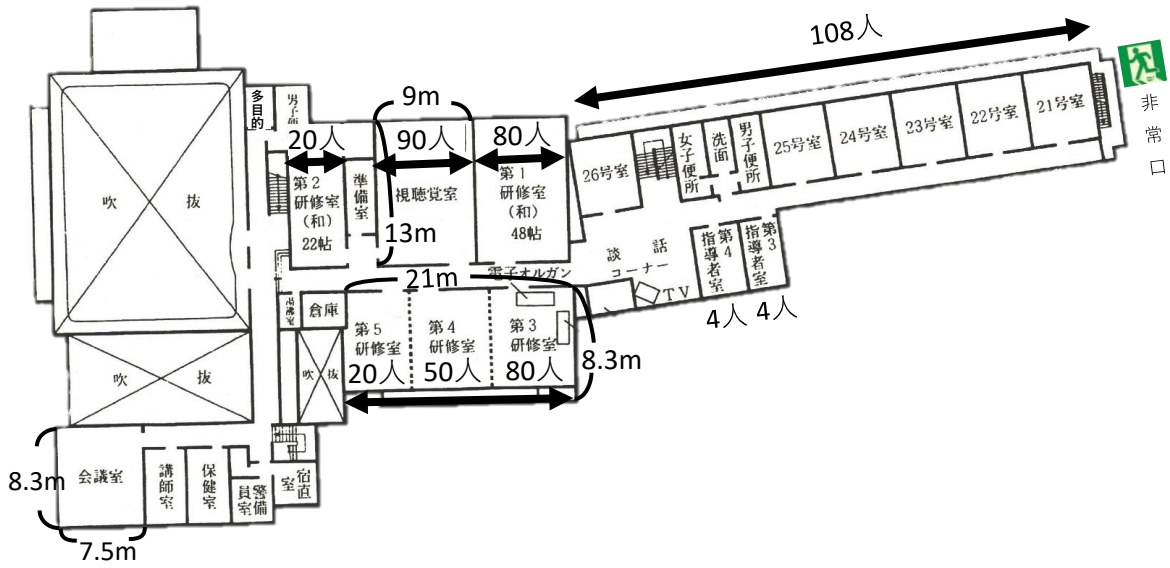 108人
非常口
多目的
男子便
9m
20人
90人
80人
第2
研修室
(和)
22帖
準備室
視聴覚室
第1
研修室
(和)
48帖
13m
26号室
女子便所
洗面
男子便所
25号室
24号室
23号室
22号室
21号室
吹抜
談話
コーナー
TV
第4
指導者室
第3
指導者室
4人
4人
電子オルガン
21m
倉庫
第5
研修室
第4
研修室
第3
研修室
20人
50人
80人
8.3m
吹抜
吹抜
会議室
講師室
保健室
警備
員室
宿直
室
8.3m
7.5m